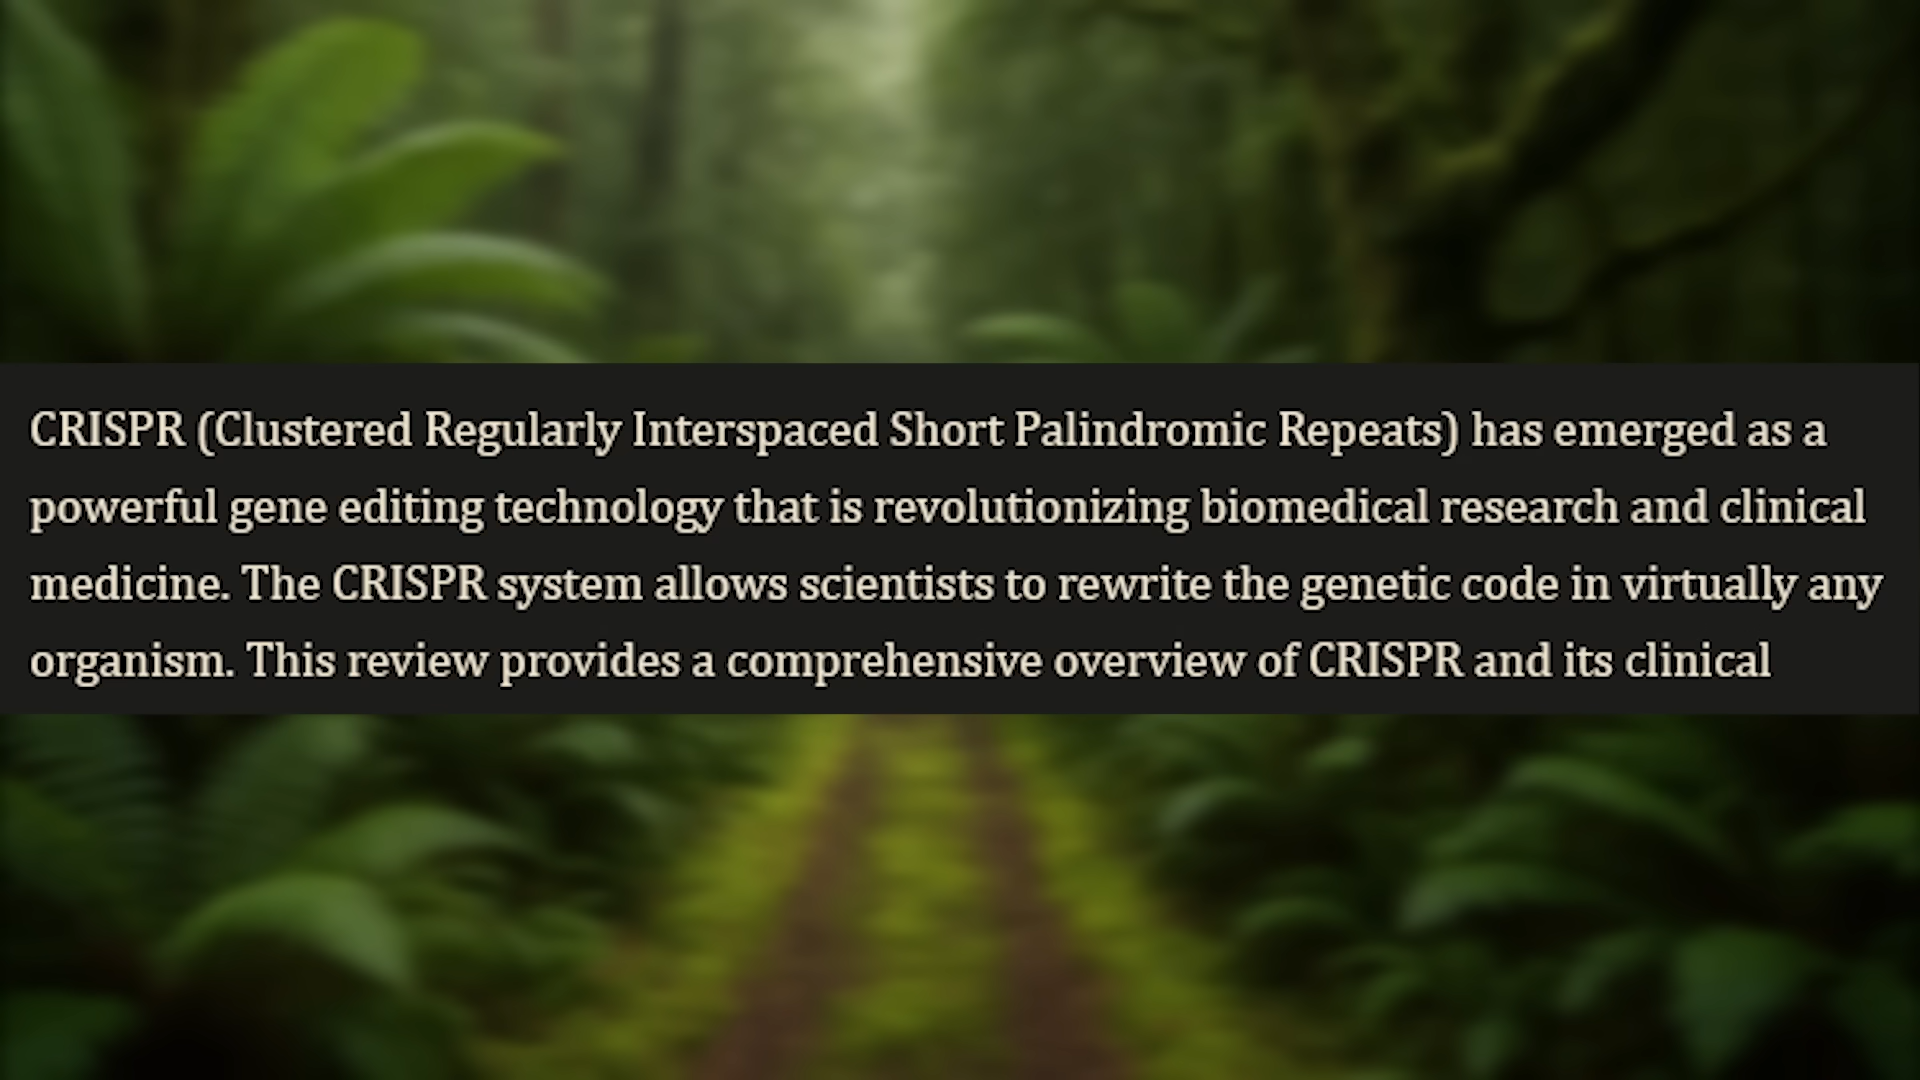 CRISPR (Clustered Regularly Interspaced Short Palindromic Repeats) has emerged as a
powerful gene editing technology that is revolutionizing biomedical research and clinical
medicine. The CRISPR system allows scientists to rewrite the genetic code in virtually any
organism. This review provides a comprehensive overview of CRISPR and its clinical